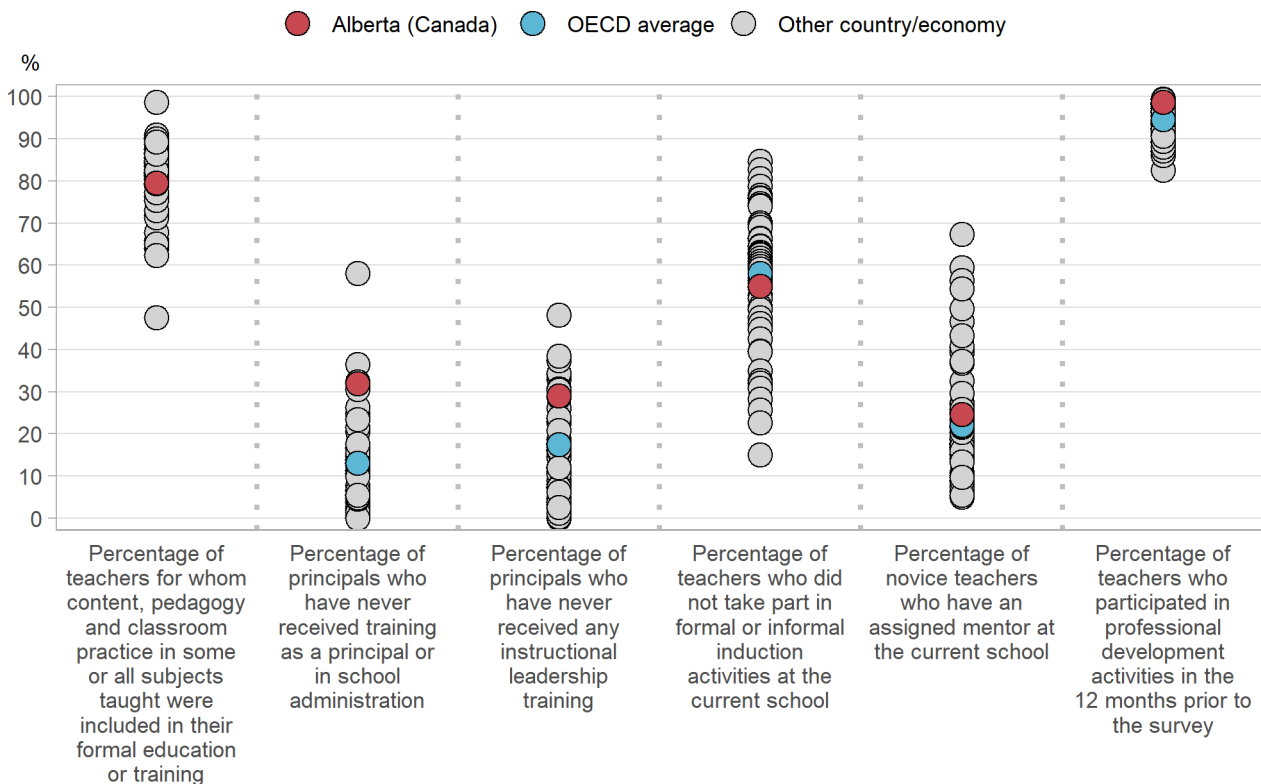 Alberta (Canada) OECD average Other country/economy
%
100
90
80
70
60
50
40
30
20
10
0
Percentage of
teachers for whom
content, pedagogy
and classroom
practice in some
or all subjects
taught were
included in their
formal education
or training
Percentage of
principals who
have never
received training
as a principal or
in school
administration
Percentage of
principals who
have never
received any
instructional
leadership
training
Percentage of
teachers who did
not take part in
formal or informal
induction
activities at the
current school
Percentage of
novice teachers
who have an
assigned mentor at
the current school
Percentage of
teachers who
participated in
professional
development
activities in the
12 months prior to
the survey